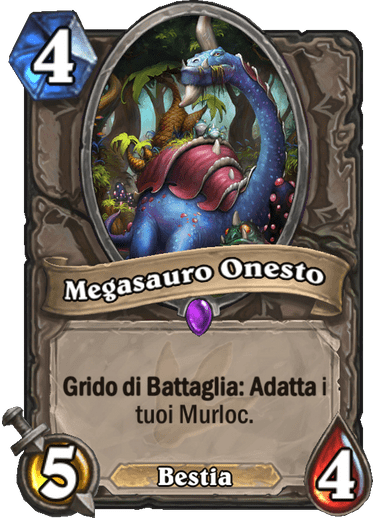 4
Megasauro Onesto
Grido di Battaglia: Adatta i
tuoi Murloc.
5
Bestia
4